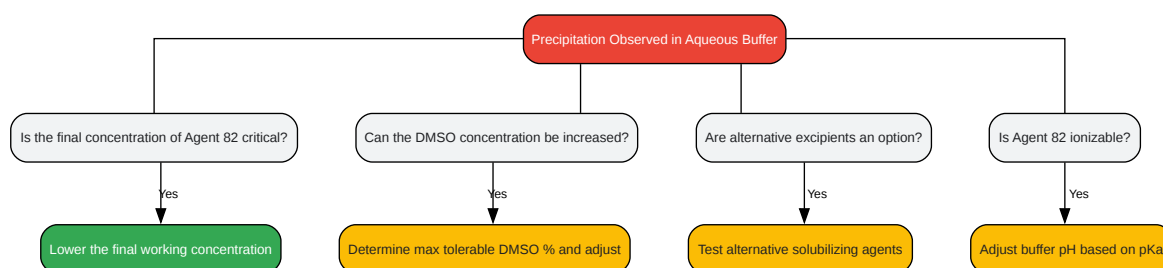 Precipitation Observed in Aqueous Buffer
Is the final concentration of Agent 82 critical?
Can the DMSO concentration be increased?
Are alternative excipients an option?
Is Agent 82 ionizable?
Yes
Yes
Yes
Yes
Lower the final working concentration
Determine max tolerable DMSO % and adjust
Test alternative solubilizing agents
Adjust buffer pH based on pKa